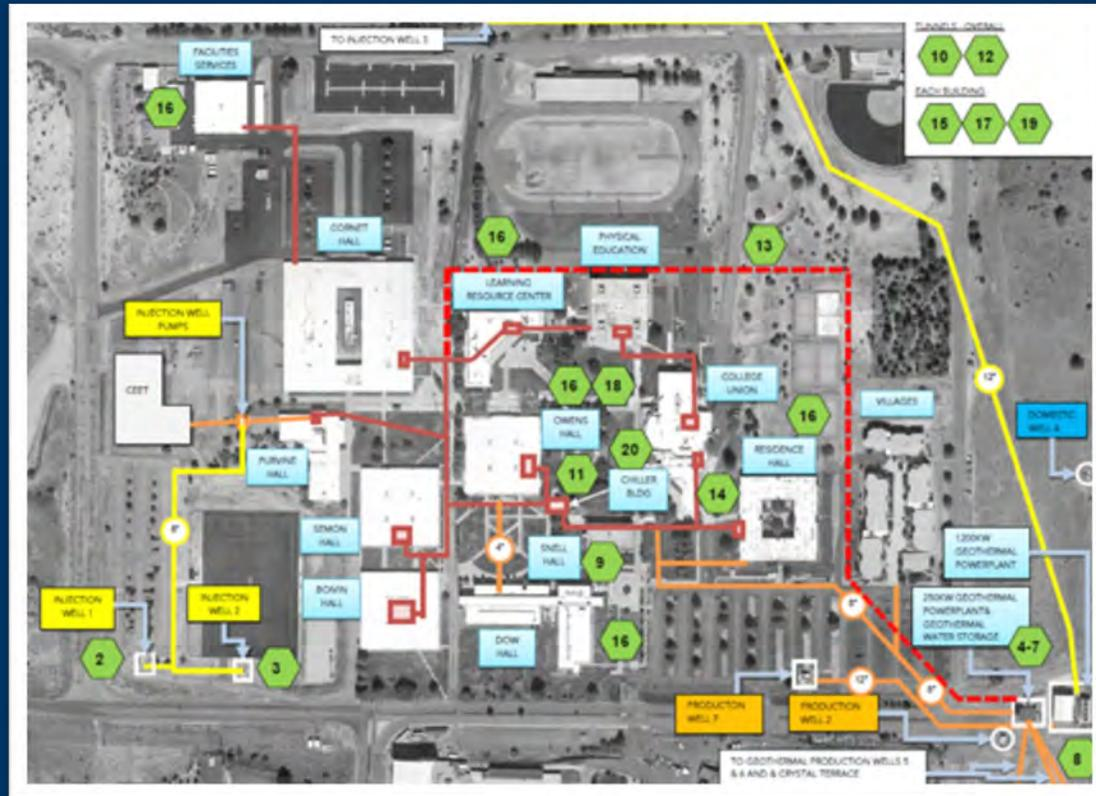 TO INJECTION WELL 3
TUNNELS - OVERALL
10 12
EACH BUILDING
15 17 19
FACILITIES
SERVICES
16
CORNET
HALL
16
PHYSICAL
EDUCATION
13
LEARNING
RESOURCE CENTER
INJECTION WELL
PUMPS
CEET
PURVINE
HALL
16 18
COLLEGE
UNION
12"
VILLAGES
DOMESTIC
WELL 4
OWENS
HALL
16
RESIDENCE
HALL
20
11
CHILLER
BLDG
14
SEMON
HALL
8"
4"
SNELL
HALL
9
1200KW
GEOTHERMAL
POWERPLANT
BOIVIN
HALL
INJECTION
WELL 1
INJECTION
WELL 2
2
3
DOW
HALL
16
250KW GEOTHERMAL
POWERPLANT&
GEOTHERMAL
WATER STORAGE
4-7
12"
PRODUCTON
WELL 7
PRODUCTION
WELL 2
TO GEOTHERMAL PRODUCTION WELLS 5
& 6 AND & CRYSTAL TERRACE
8